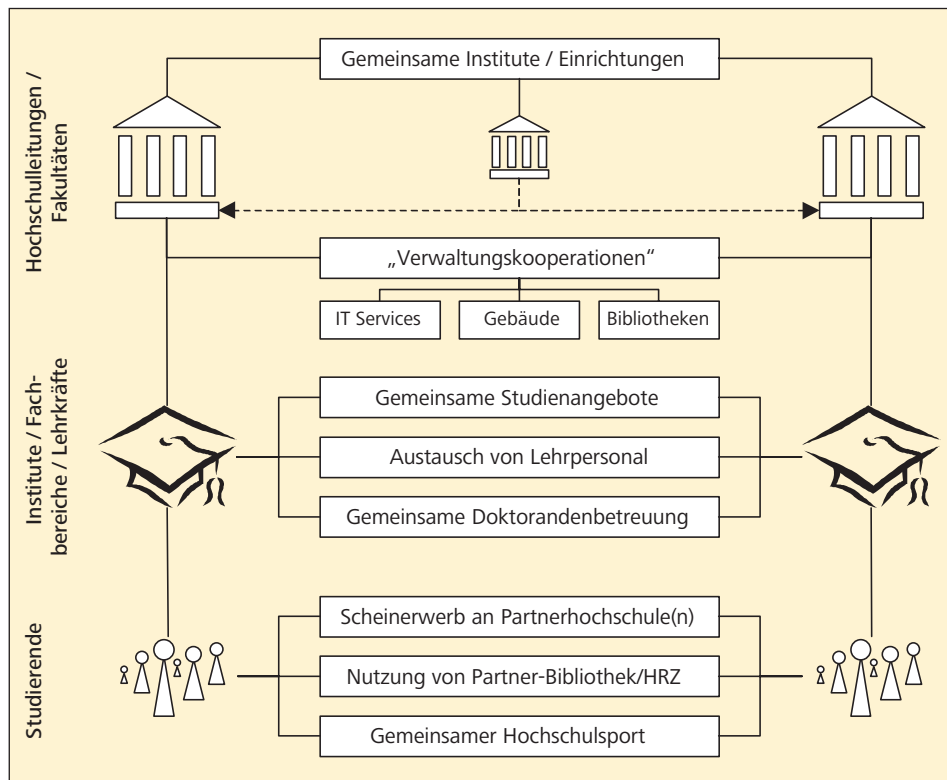 Hochschulleitungen /
Fakultäten
Gemeinsame Institute / Einrichtungen
„Verwaltungskooperationen“
IT Services
Gebäude
Bibliotheken
Institute / Fach-
bereiche / Lehrkräfte
Gemeinsame Studienangebote
Austausch von Lehrpersonal
Gemeinsame Doktorandenbetreuung
Studierende
Scheinerwerb an Partnerhochschule(n)
Nutzung von Partner-Bibliothek/HRZ
Gemeinsamer Hochschulsport